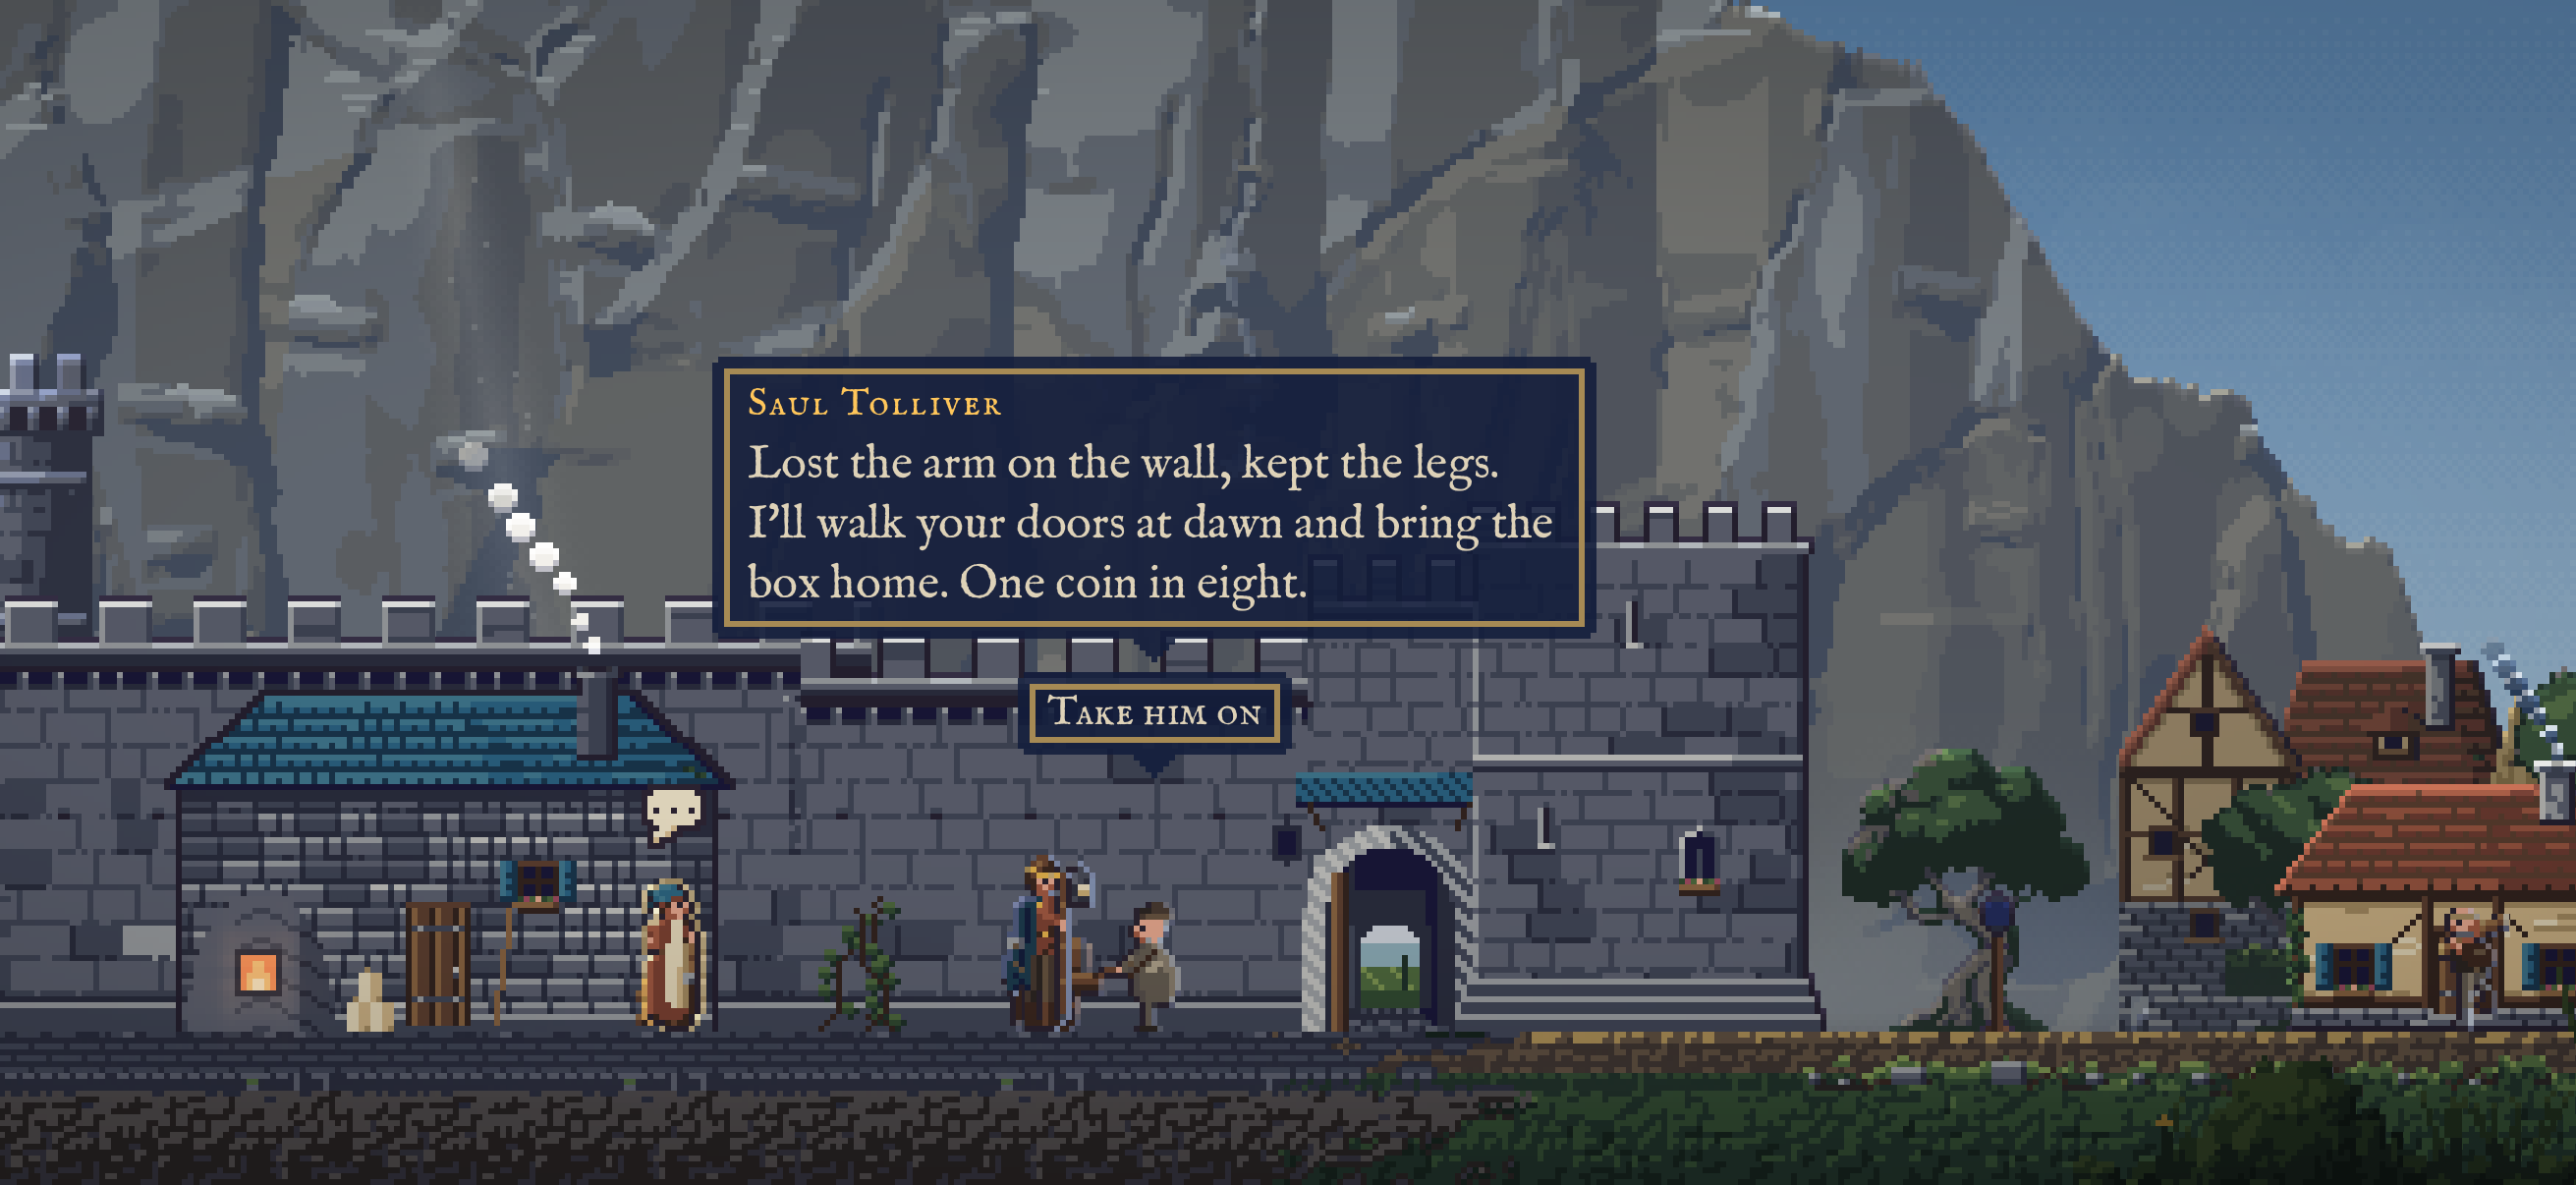 Saul Tolliver
Lost the arm on the wall, kept the legs.
I’ll walk your doors at dawn and bring the
box home. One coin in eight.
Take him on